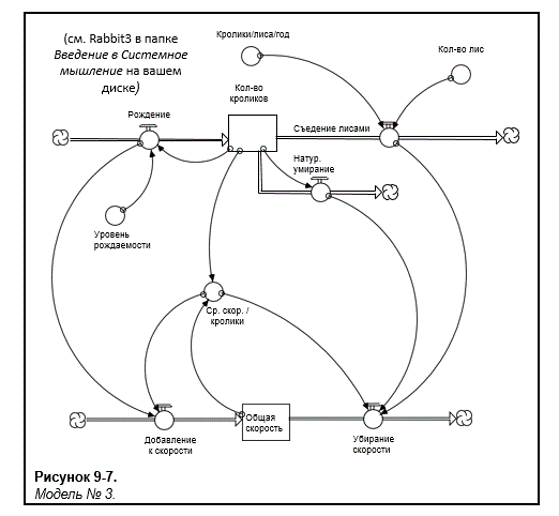 (см. Rabbit3 в папке
Введение в Системное
мышление на вашем
диске)
Кролики/лиса/год
Кол-во лис
Кол-во
кроликов
Рождение
Съедение лисами
Натур.
умирание
Уровень
рождаемости
Ср. скор. /
кролики
Общая
скорость
Добавление
к скорости
Убирание
скорости
Рисунок 9-7.
Модель № 3.